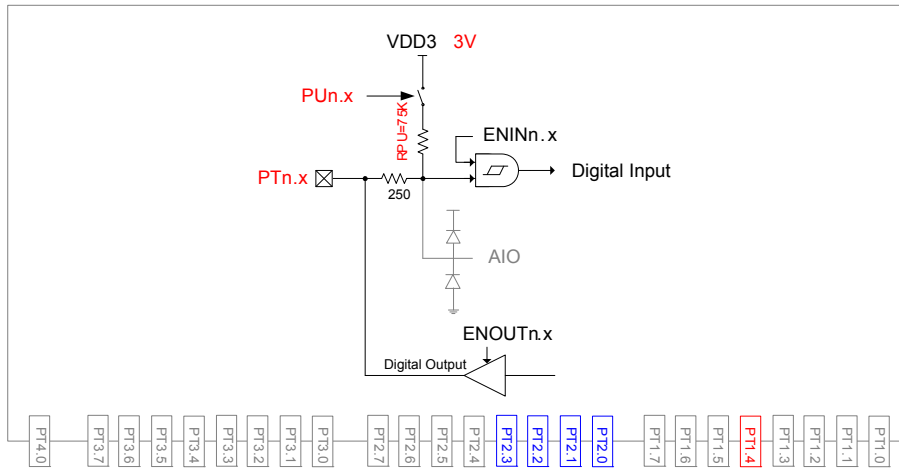 VDD3 3V
PUn.x
RPU=75K
ENINn.x
PTn.x
250
Digital Input
AIO
ENOUTn.x
Digital Output
PT4.0
PT3.7
PT3.6
PT3.5
PT3.4
PT3.3
PT3.2
PT3.1
PT3.0
PT2.7
PT2.6
PT2.5
PT2.4
PT2.3
PT2.2
PT2.1
PT2.0
PT1.7
PT1.6
PT1.5
PT1.4
PT1.3
PT1.2
PT1.1
PT1.0